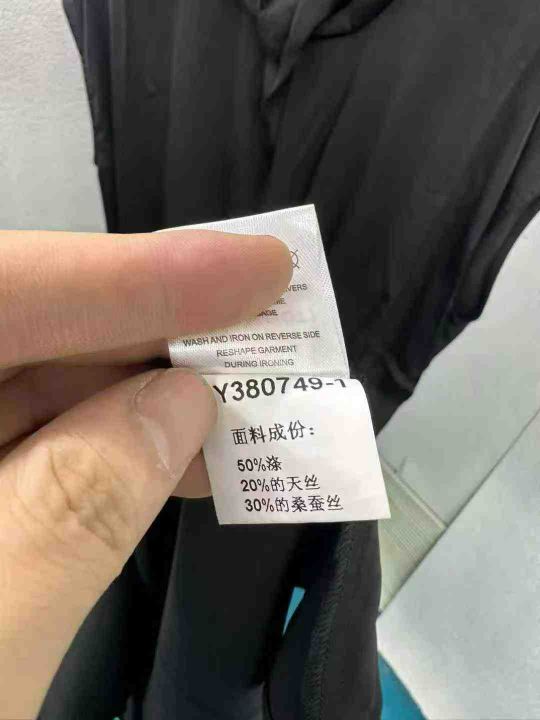 WASH AND IRON ON REVERSE SIDE
RESHAPE GARMENT
DURING IRONING
Y380749-1
面料成份：
50%涤
20%的天丝
30%的桑蚕丝